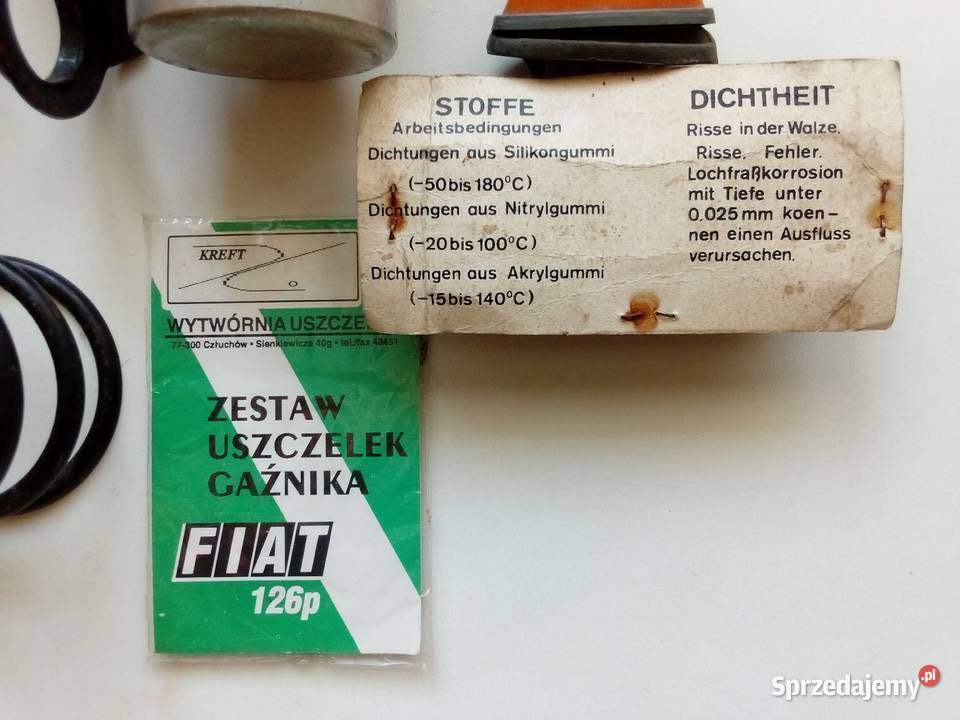 STOFFE
Arbeitsbedingungen
Dichtungen aus Silikongummi
(-50 bis 180°C)
Dichtungen aus Nitrylgummi
(-20 bis 100°C)
Dichtungen aus Akrylgummi
(-15 bis 140°C)
DICHTHEIT
Risse in der Walze.
Risse. Fehler.
Lochfraßkorrosion
mit Tiefe unter
0,025 mm koen-
nen einen Ausfluss
verursachen.
KREFT
WYTWÓRNIA USZCZE
77-300 Człuchów • Sienkiewicza 40g • tel./fax 43451
ZESTAW
USZCZELEK
GAŹNIKA
FIAT
126p
Sprzedajemy.pl